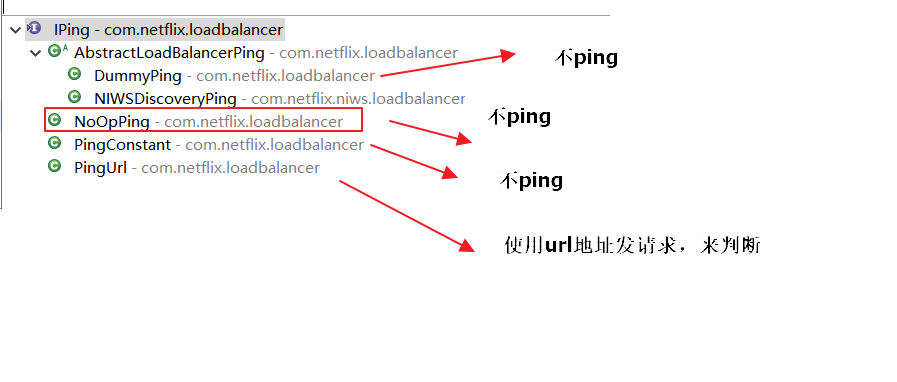 IPing - com.netflix.loadbalancer
AbstractLoadBalancerPing - com.netflix.loadbalancer
不ping
DummyPing - com.netflix.loadbalancer
NIWSDiscoveryPing - com.netflix.niws.loadbalancer
NoOpPing - com.netflix.loadbalancer
不ping
PingConstant - com.netflix.loadbalancer
PingUrl - com.netflix.loadbalancer
不ping
使用url地址发请求，来判断